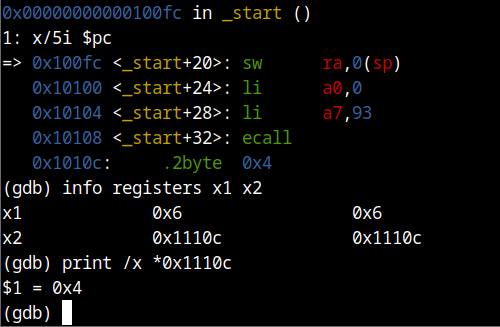 0x00000000000100fc in _start ()
1: x/5i $pc
=> 0x100fc <_start+20>: sw ra,0(sp)
0x10100 <_start+24>: li a0,0
0x10104 <_start+28>: li a7,93
0x10108 <_start+32>: ecall
0x1010c: .2byte 0x4
(gdb) info registers x1 x2
x1 0x6 0x6
x2 0x1110c 0x1110c
(gdb) print /x *0x1110c
$1 = 0x4
(gdb)